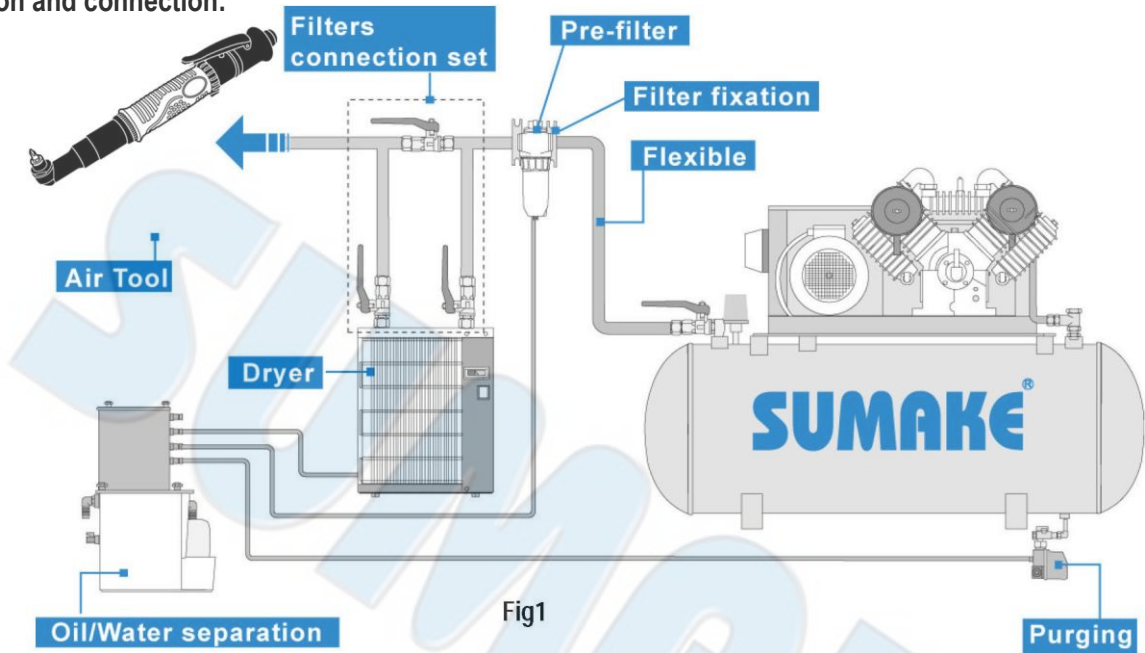 on and connection:
Filters
connection set
Pre-filter
Filter fixation
Flexible
Air Tool
Dryer
SUMAKE®
Oil/Water separation
Fig1
Purging